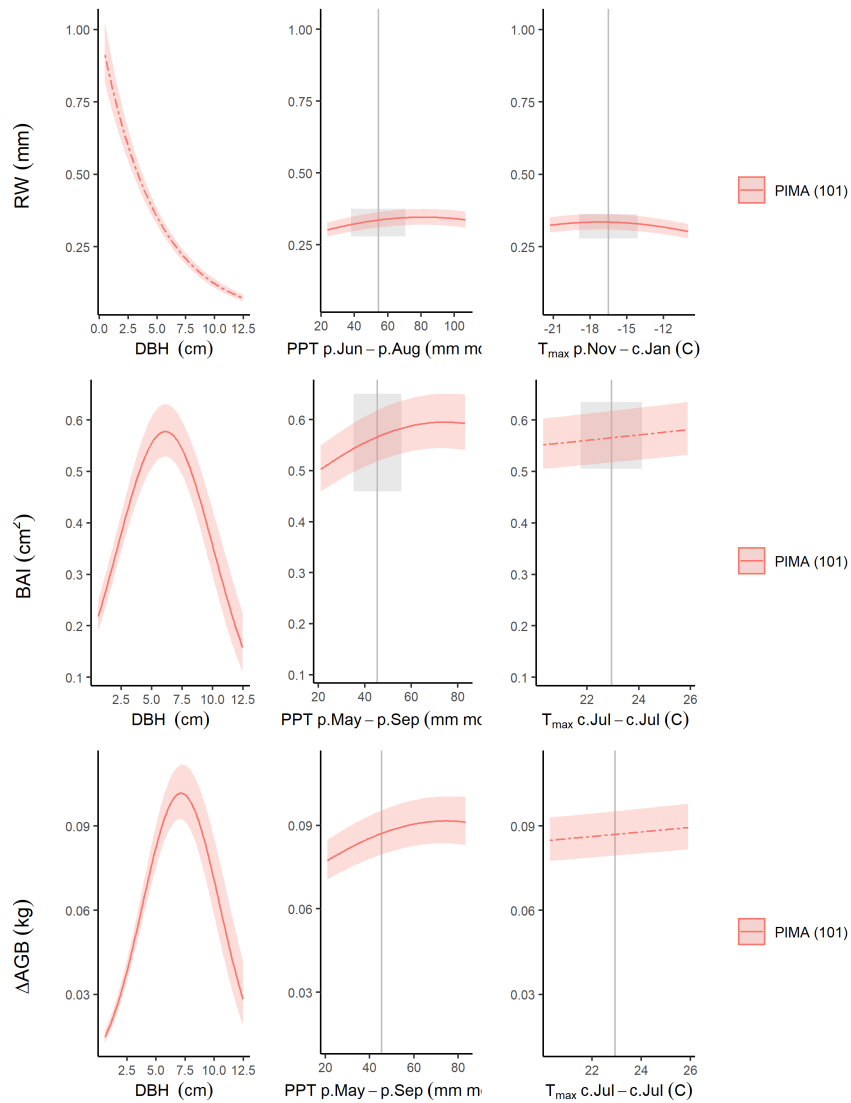 RW (mm)
1.00
0.75
0.50
0.25
0.0 2.5 5.0 7.5 10.0 12.5
DBH (cm)
1.00
0.75
0.50
0.25
20 40 60 80 100
PPT p.Jun – p.Aug (mm mo
1.00
0.75
0.50
0.25
-21 -18 -15 -12
Tmax p.Nov – c.Jan (C)
PIMA (101)
BAI (cm²)
0.6
0.5
0.4
0.3
0.2
0.1
2.5 5.0 7.5 10.0 12.5
DBH (cm)
0.6
0.5
0.4
0.3
0.2
0.1
20 40 60 80
PPT p.May – p.Sep (mm mo
0.6
0.5
0.4
0.3
0.2
0.1
22 24 26
Tmax c.Jul – c.Jul (C)
PIMA (101)
ΔAGB (kg)
0.09
0.06
0.03
2.5 5.0 7.5 10.0 12.5
DBH (cm)
0.09
0.06
0.03
20 40 60 80
PPT p.May – p.Sep (mm mo
0.09
0.06
0.03
22 24 26
Tmax c.Jul – c.Jul (C)
PIMA (101)